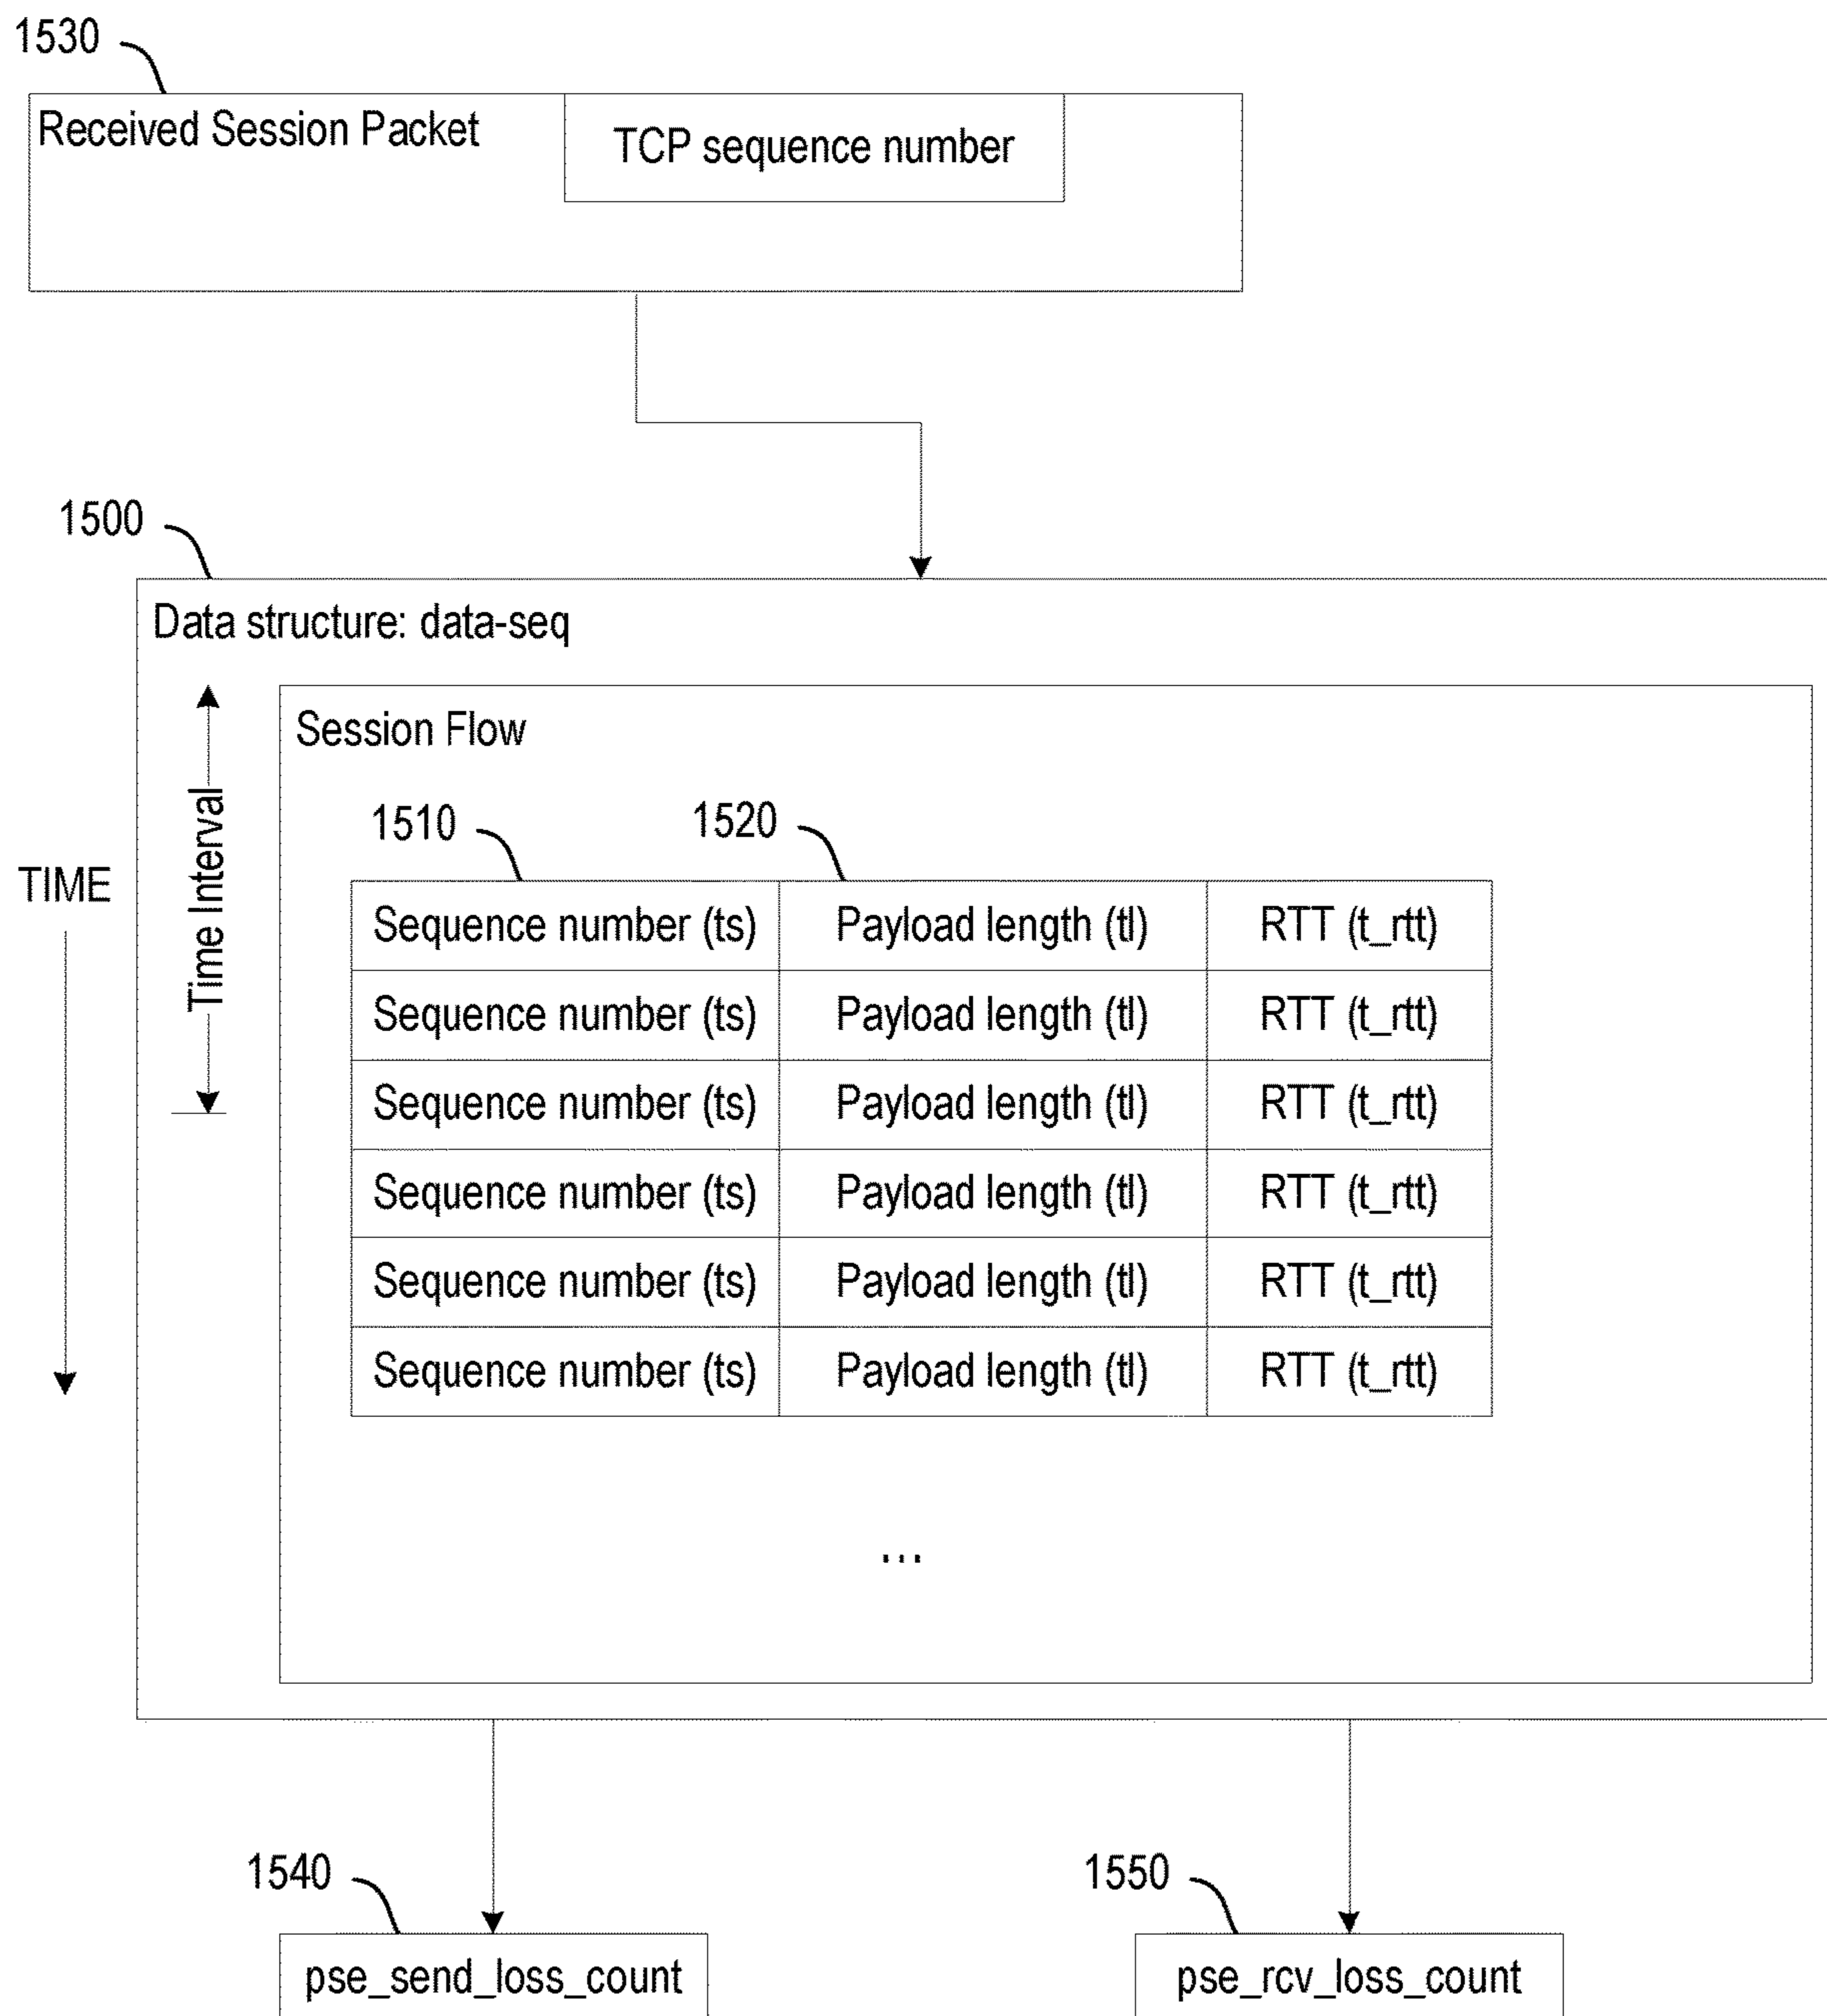 1530
Received Session Packet
TCP sequence number
1500
Data structure: data-seq
Session Flow
Time Interval
TIME
1510
1520
Sequence number (ts) Payload length (tl) RTT (t_rtt)
Sequence number (ts) Payload length (tl) RTT (t_rtt)
Sequence number (ts) Payload length (tl) RTT (t_rtt)
Sequence number (ts) Payload length (tl) RTT (t_rtt)
Sequence number (ts) Payload length (tl) RTT (t_rtt)
Sequence number (ts) Payload length (tl) RTT (t_rtt)
...
1540
1550
pse_send_loss_count
pse_rcv_loss_count